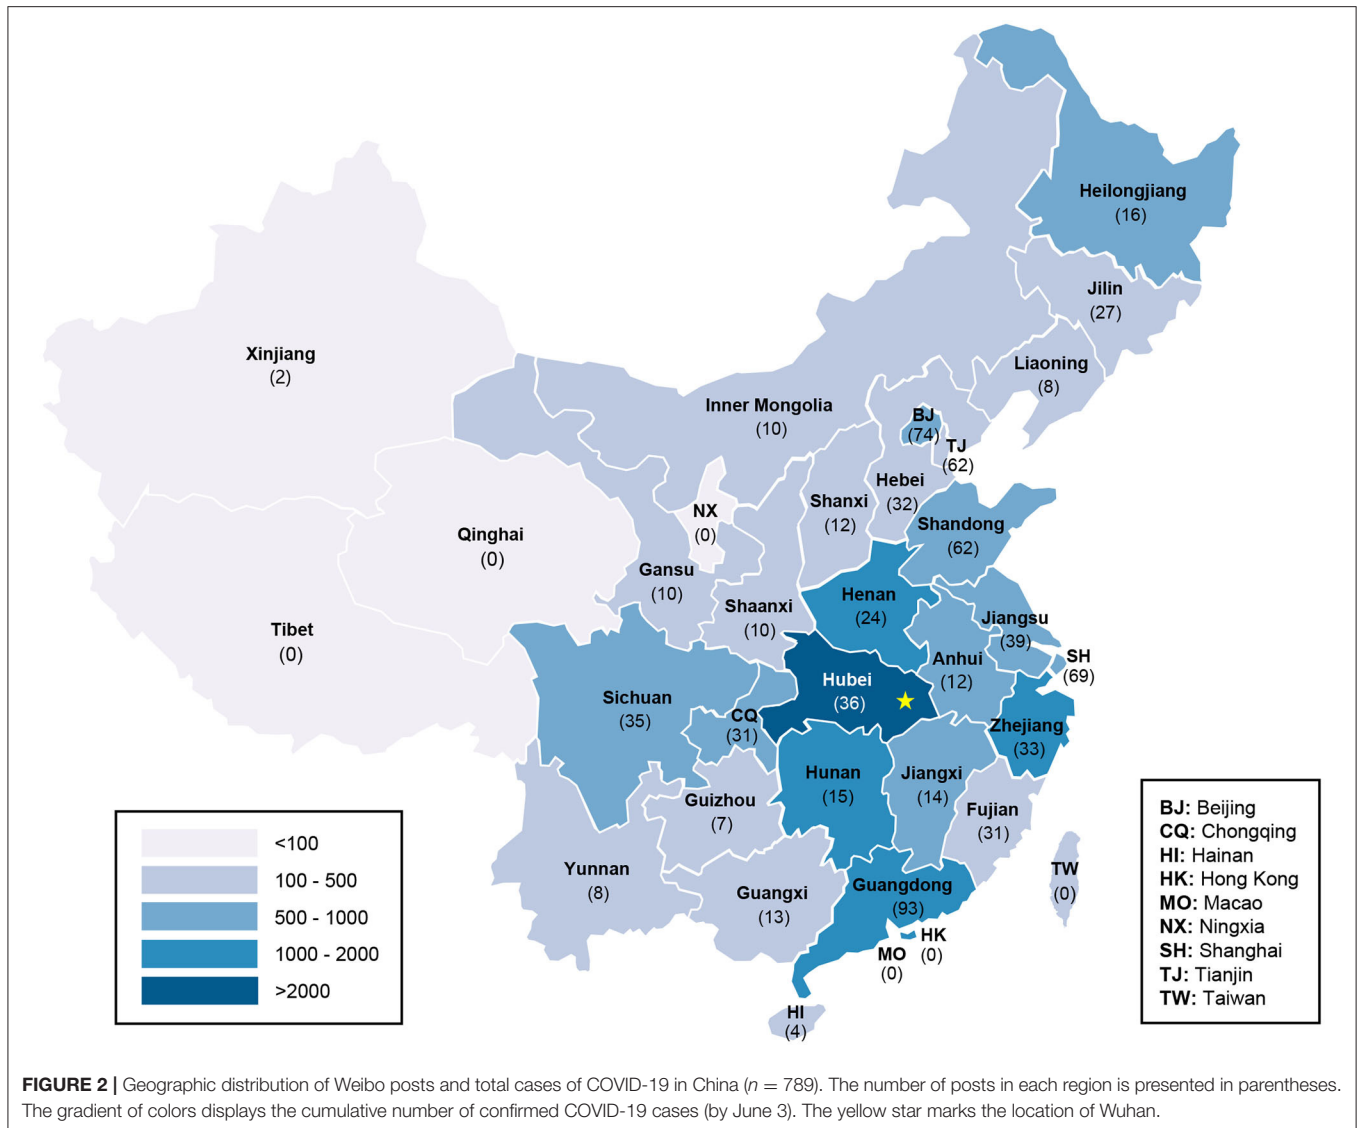 Heilongjiang
(16)
Jilin
(27)
Xinjiang
(2)
Liaoning
(8)
Inner Mongolia
(10)
BJ
(74)
TJ
(62)
Hebei
(32)
Shanxi
(12)
NX
(0)
Shandong
(62)
Qinghai
(0)
Gansu
(10)
Henan
(24)
Shaanxi
(10)
Jiangsu
(39)
Tibet
(0)
Anhui
(12)
SH
(69)
Hubei
(36)
Sichuan
(35)
CQ
(31)
Zhejiang
(33)
Hunan
(15)
Jiangxi
(14)
Guizhou
(7)
Fujian
(31)
Yunnan
(8)
Guangxi
(13)
Guangdong
(93)
TW
(0)
HK
(0)
MO
(0)
HI
(4)
<100
100 - 500
500 - 1000
1000 - 2000
>2000
BJ: Beijing
CQ: Chongqing
HI: Hainan
HK: Hong Kong
MO: Macao
NX: Ningxia
SH: Shanghai
TJ: Tianjin
TW: Taiwan
FIGURE 2 | Geographic distribution of Weibo posts and total cases of COVID-19 in China (n = 789). The number of posts in each region is presented in parentheses.
The gradient of colors displays the cumulative number of confirmed COVID-19 cases (by June 3). The yellow star marks the location of Wuhan.